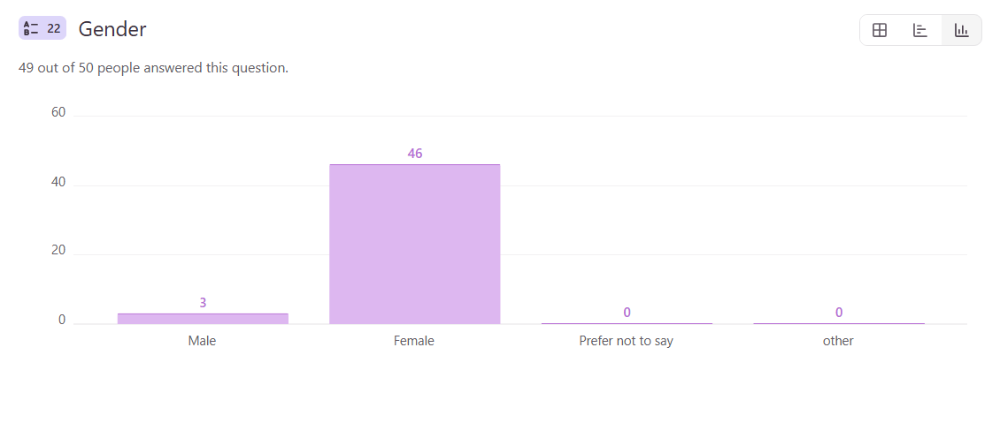 A
B 22 Gender
49 out of 50 people answered this question.
60
46
40
20
3
0
0
0
Male Female Prefer not to say other